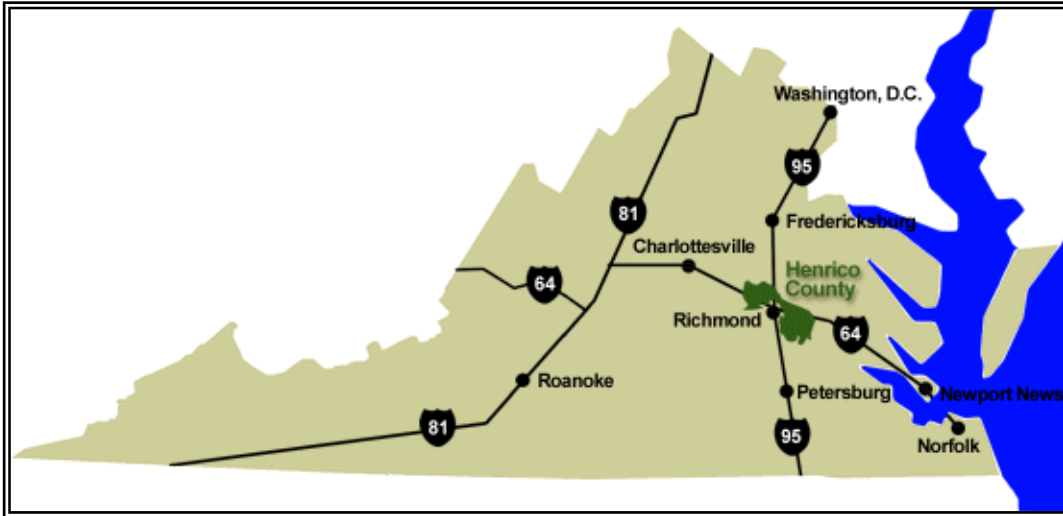 Washington, D.C.
95
Fredericksburg
81
Charlottesville
Henrico
County
64
Richmond
64
Roanoke
Petersburg
Newport News
81
95
Norfolk